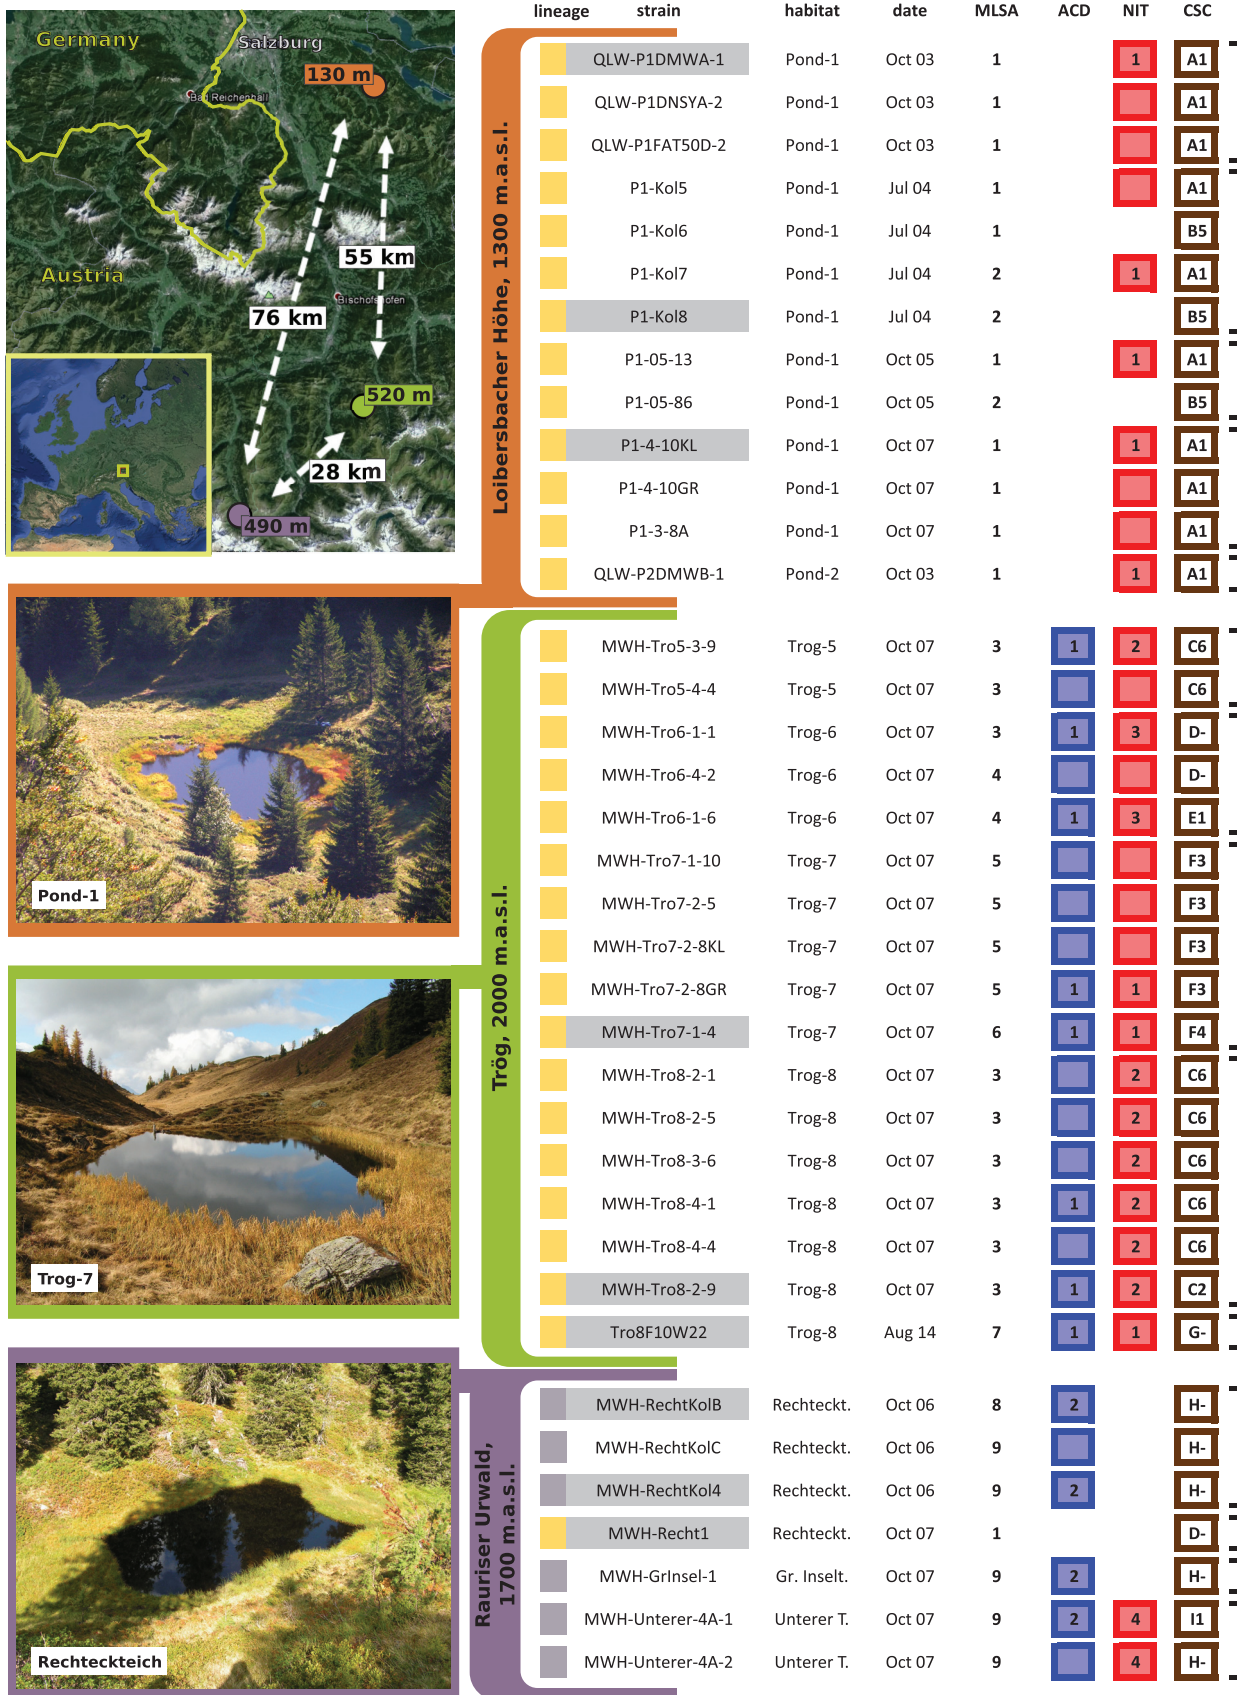 lineage strain habitat date MLSA ACD NIT CSC
Germany
Salzburg
130 m
Bad Reichenhall
55 km
Austria
Bischofshofen
76 km
520 m
28 km
490 m
Pond-1
Trog-7
Rechteckteich
Loibersbacher Höhe, 1300 m.a.s.l.
QLW-P1DMWA-1 Pond-1 Oct 03 1 1 A1
QLW-P1DNSYA-2 Pond-1 Oct 03 1 A1
QLW-P1FAT50D-2 Pond-1 Oct 03 1 A1
P1-Kol5 Pond-1 Jul 04 1 A1
P1-Kol6 Pond-1 Jul 04 1 B5
P1-Kol7 Pond-1 Jul 04 2 1 A1
P1-Kol8 Pond-1 Jul 04 2 B5
P1-05-13 Pond-1 Oct 05 1 1 A1
P1-05-86 Pond-1 Oct 05 2 B5
P1-4-10KL Pond-1 Oct 07 1 1 A1
P1-4-10GR Pond-1 Oct 07 1 A1
P1-3-8A Pond-1 Oct 07 1 A1
QLW-P2DMWB-1 Pond-2 Oct 03 1 1 A1
Trög, 2000 m.a.s.l.
MWH-Tro5-3-9 Trog-5 Oct 07 3 1 2 C6
MWH-Tro5-4-4 Trog-5 Oct 07 3 C6
MWH-Tro6-1-1 Trog-6 Oct 07 3 1 3 D-
MWH-Tro6-4-2 Trog-6 Oct 07 4 D-
MWH-Tro6-1-6 Trog-6 Oct 07 4 1 3 E1
MWH-Tro7-1-10 Trog-7 Oct 07 5 F3
MWH-Tro7-2-5 Trog-7 Oct 07 5 F3
MWH-Tro7-2-8KL Trog-7 Oct 07 5 F3
MWH-Tro7-2-8GR Trog-7 Oct 07 5 1 1 F3
MWH-Tro7-1-4 Trog-7 Oct 07 6 1 1 F4
MWH-Tro8-2-1 Trog-8 Oct 07 3 2 C6
MWH-Tro8-2-5 Trog-8 Oct 07 3 2 C6
MWH-Tro8-3-6 Trog-8 Oct 07 3 2 C6
MWH-Tro8-4-1 Trog-8 Oct 07 3 1 2 C6
MWH-Tro8-4-4 Trog-8 Oct 07 3 2 C6
MWH-Tro8-2-9 Trog-8 Oct 07 3 1 2 C2
Tro8F10W22 Trog-8 Aug 14 7 1 1 G-
Rauriser Urwald,
1700 m.a.s.l.
MWH-RechtKolB Rechteckt. Oct 06 8 2 H-
MWH-RechtKolC Rechteckt. Oct 06 9 H-
MWH-RechtKol4 Rechteckt. Oct 06 9 2 H-
MWH-Recht1 Rechteckt. Oct 07 1 D-
MWH-GrInsel-1 Gr. Inselt. Oct 07 9 2 H-
MWH-Unterer-4A-1 Unterer T. Oct 07 9 2 4 I1
MWH-Unterer-4A-2 Unterer T. Oct 07 9 4 H-